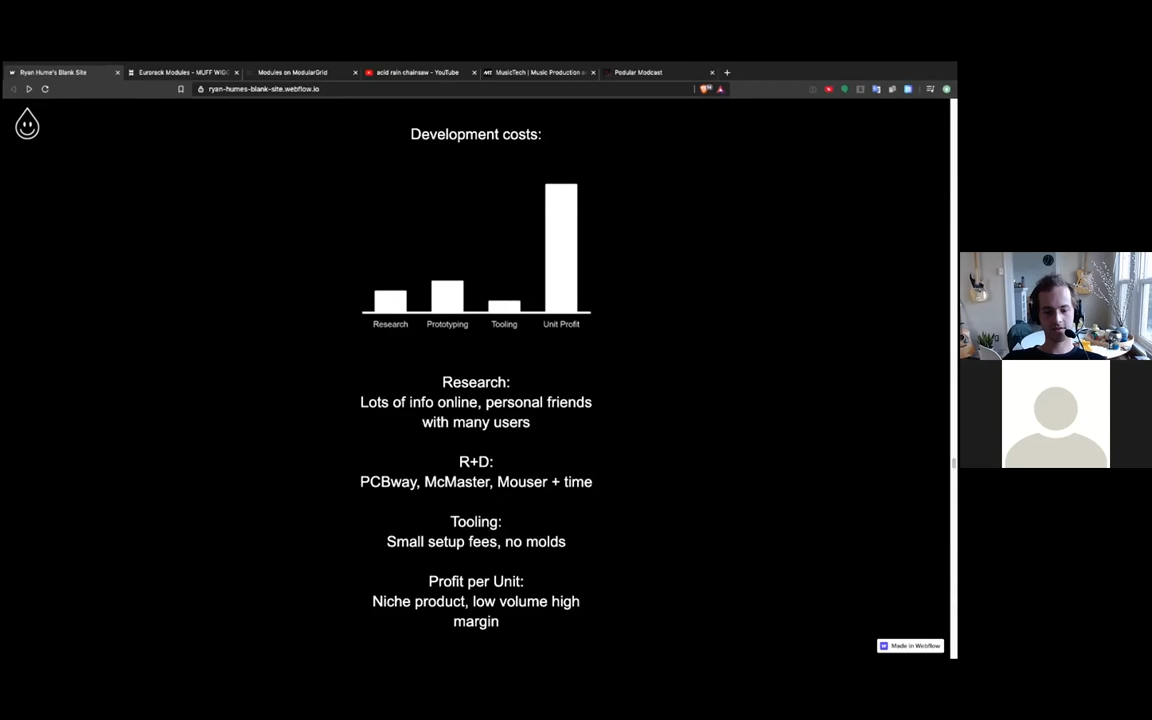 Ryan Hume's Blank Site
Eurorack Modules - MUFF WIGG
Modules on ModularGrid
acid rain chainsaw - YouTube
MusicTech | Music Production a
Podular Modcast
ryan-humes-blank-site.webflow.io
Development costs:
Research
Prototyping
Tooling
Unit Profit
Research:
Lots of info online, personal friends
with many users
R+D:
PCBway, McMaster, Mouser + time
Tooling:
Small setup fees, no molds
Profit per Unit:
Niche product, low volume high
margin
Made in Webflow